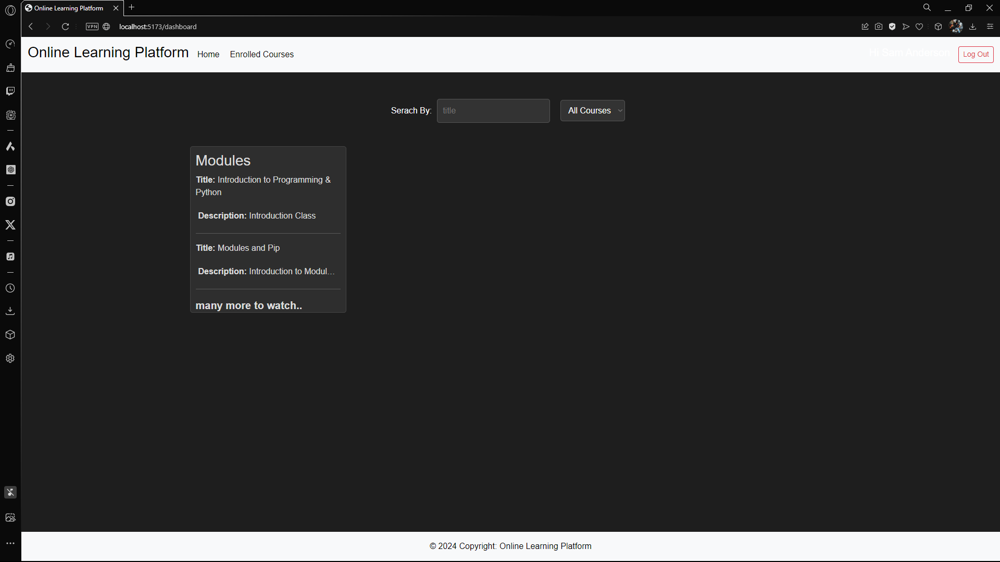 Online Learning Platform
VPN
localhost:5173/dashboard
Online Learning Platform
Home
Enrolled Courses
Hi Sam Anderson
Log Out
Serach By:
title
All Courses
Modules
Title: Introduction to Programming &
Python
Description: Introduction Class
Title: Modules and Pip
Description: Introduction to Modul...
many more to watch..
© 2024 Copyright: Online Learning Platform